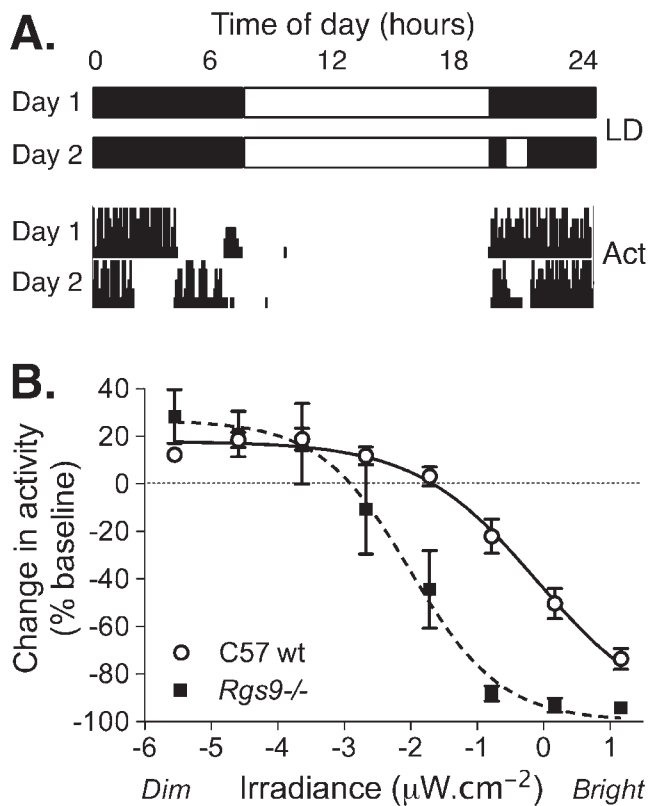 A.
Time of day (hours)
0 6 12 18 24
Day 1
LD
Day 2
Day 1
Act
Day 2
B.
40
20
0
-20
-40
-60
-80
-100
Change in activity
(% baseline)
C57 wt
Rgs9-/-
-6 -5 -4 -3 -2 -1 0 1
Dim Irradiance (μW.cm−2) Bright